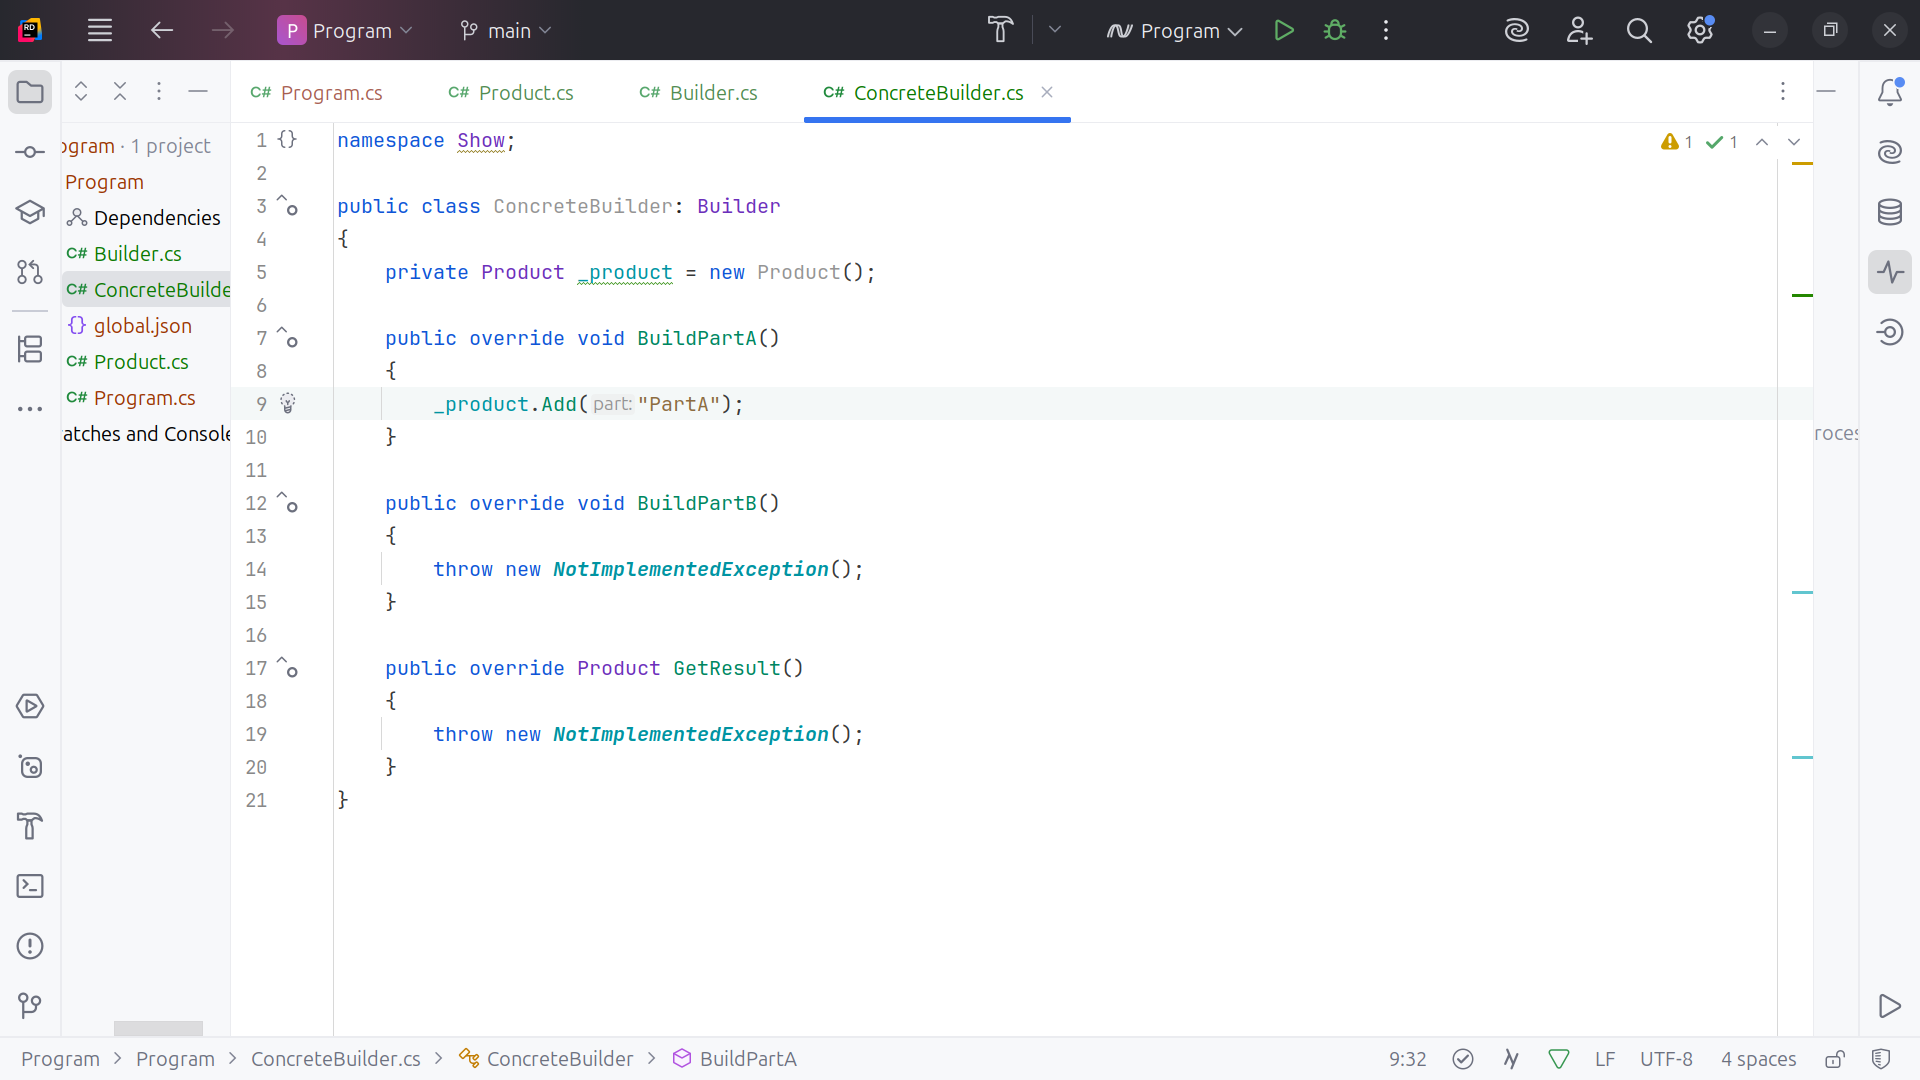 P Program main Program
ogram · 1 project
Program
Dependencies
C# Builder.cs
C# ConcreteBuilde
{} global.json
C# Product.cs
C# Program.cs
atches and Console
C# Program.cs C# Product.cs C# Builder.cs C# ConcreteBuilder.cs
1 {} namespace Show;
2
3 public class ConcreteBuilder: Builder
4 {
5 private Product _product = new Product();
6
7 public override void BuildPartA()
8 {
9 _product.Add( part: "PartA");
10 }
11
12 public override void BuildPartB()
13 {
14 throw new NotImplementedException();
15 }
16
17 public override Product GetResult()
18 {
19 throw new NotImplementedException();
20 }
21 }
1 1
roces
Program > Program > ConcreteBuilder.cs > ConcreteBuilder > BuildPartA
9:32 LF UTF-8 4 spaces